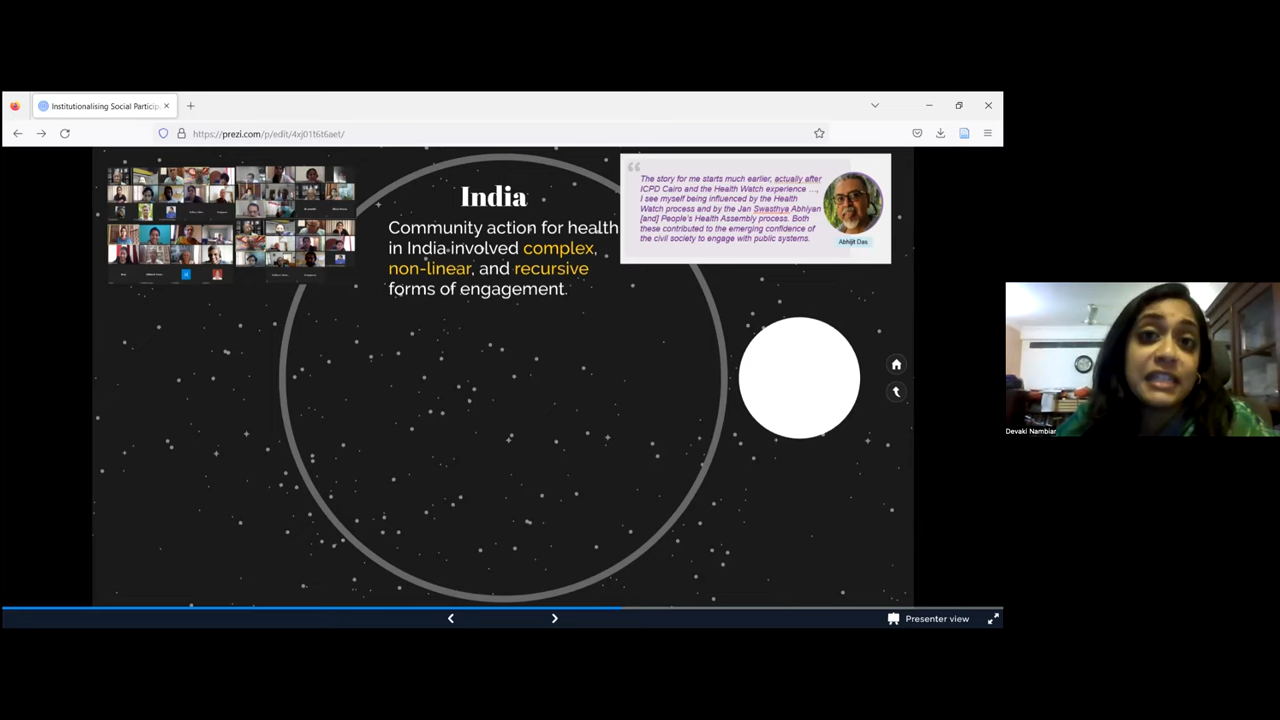 Institutionalising Social Particip
https://prezi.com/p/edit/4xj01t6t6aet/
India
Community action for health
in India involved complex,
non-linear, and recursive
forms of engagement.
“
The story for me starts much earlier, actually after
ICPD Cairo and the Health Watch experience ...,
I see myself being influenced by the Health
Watch process and by the Jan Swasthya Abhiyan
[and] People's Health Assembly process. Both
these contributed to the emerging confidence of
the civil society to engage with public systems.
Abhijit Das
Devaki Nambiar
Presenter view